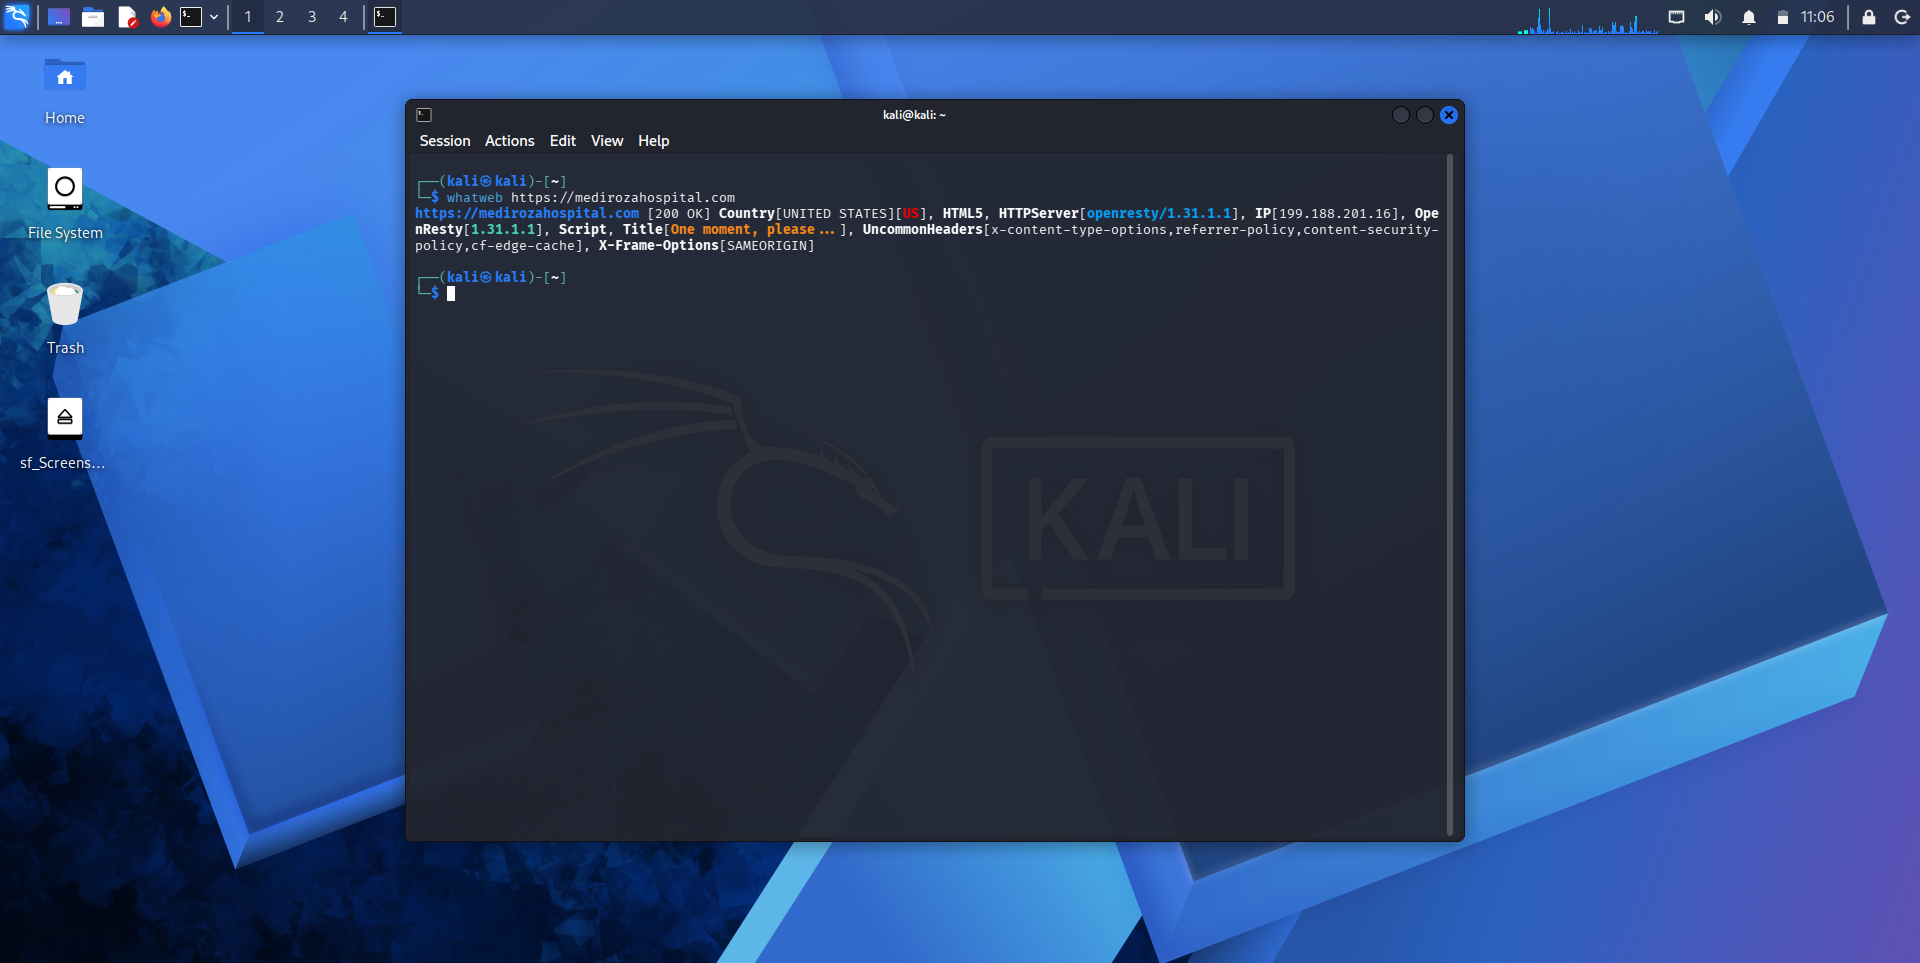 1 2 3 4 11:06
Home
File System
Trash
sf_Screens...
kali@kali: ~
Session Actions Edit View Help
┌──(kali㉿kali)-[~]
└─$ whatweb https://medirozahospital.com
https://medirozahospital.com [200 OK] Country[UNITED STATES][US], HTML5, HTTPServer[openresty/1.31.1.1], IP[199.188.201.16], Ope
nResty[1.31.1.1], Script, Title[One moment, please...], UncommonHeaders[x-content-type-options,referrer-policy,content-security-
policy,cf-edge-cache], X-Frame-Options[SAMEORIGIN]
┌──(kali㉿kali)-[~]
└─$
KALI